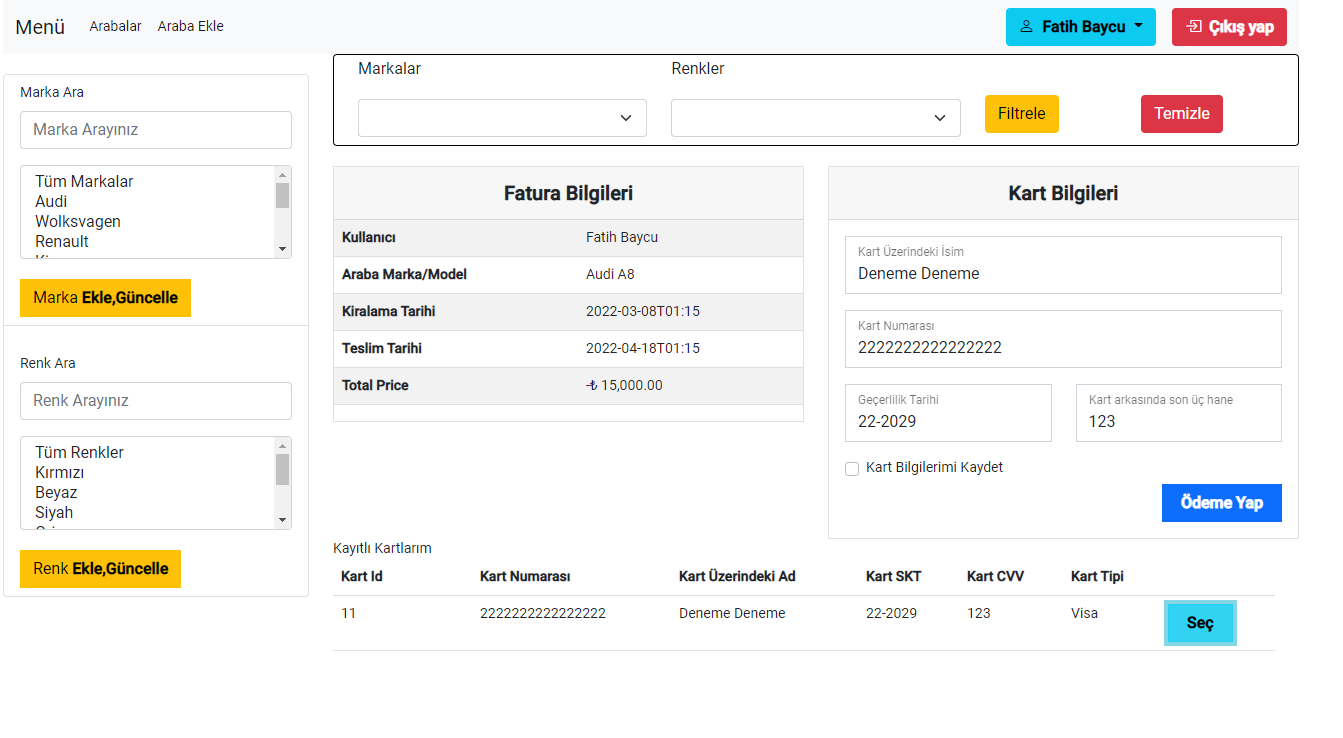 Menü Arabalar Araba Ekle Fatih Baycu Çıkış yap
Marka Ara
Marka Arayınız
Tüm Markalar
Audi
Wolksvagen
Renault
Marka Ekle,Güncelle
Renk Ara
Renk Arayınız
Tüm Renkler
Kırmızı
Beyaz
Siyah
Renk Ekle,Güncelle
Markalar Renkler
Filtrele Temizle
Fatura Bilgileri
Kullanıcı Fatih Baycu
Araba Marka/Model Audi A8
Kiralama Tarihi 2022-03-08T01:15
Teslim Tarihi 2022-04-18T01:15
Total Price -₺ 15,000.00
Kart Bilgileri
Kart Üzerindeki İsim
Deneme Deneme
Kart Numarası
2222222222222222
Geçerlilik Tarihi Kart arkasında son üç hane
22-2029 123
Kart Bilgilerimi Kaydet
Ödeme Yap
Kayıtlı Kartlarım
Kart Id Kart Numarası Kart Üzerindeki Ad Kart SKT Kart CVV Kart Tipi
11 2222222222222222 Deneme Deneme 22-2029 123 Visa Seç